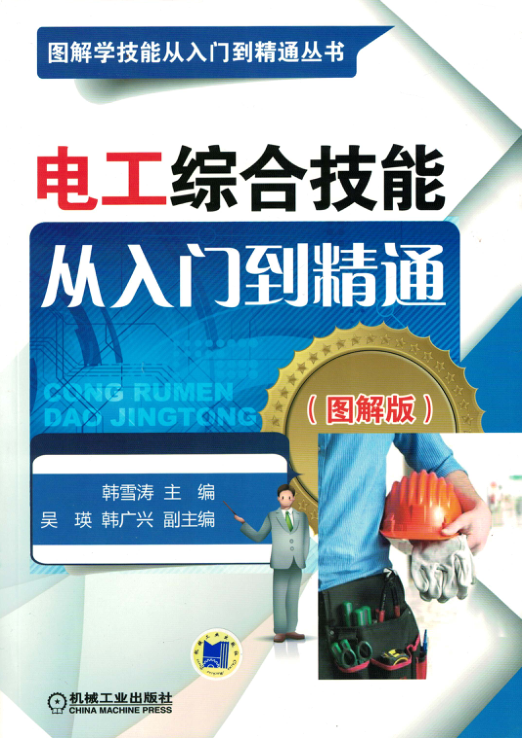 图解学技能从入门到精通丛书
电工综合技能
从入门到精通
CONG RUMEN
DAO JINGTONG
（图解版）
韩雪涛 主 编
吴 瑛 韩广兴 副主编
机械工业出版社
CHINA MACHINE PRESS